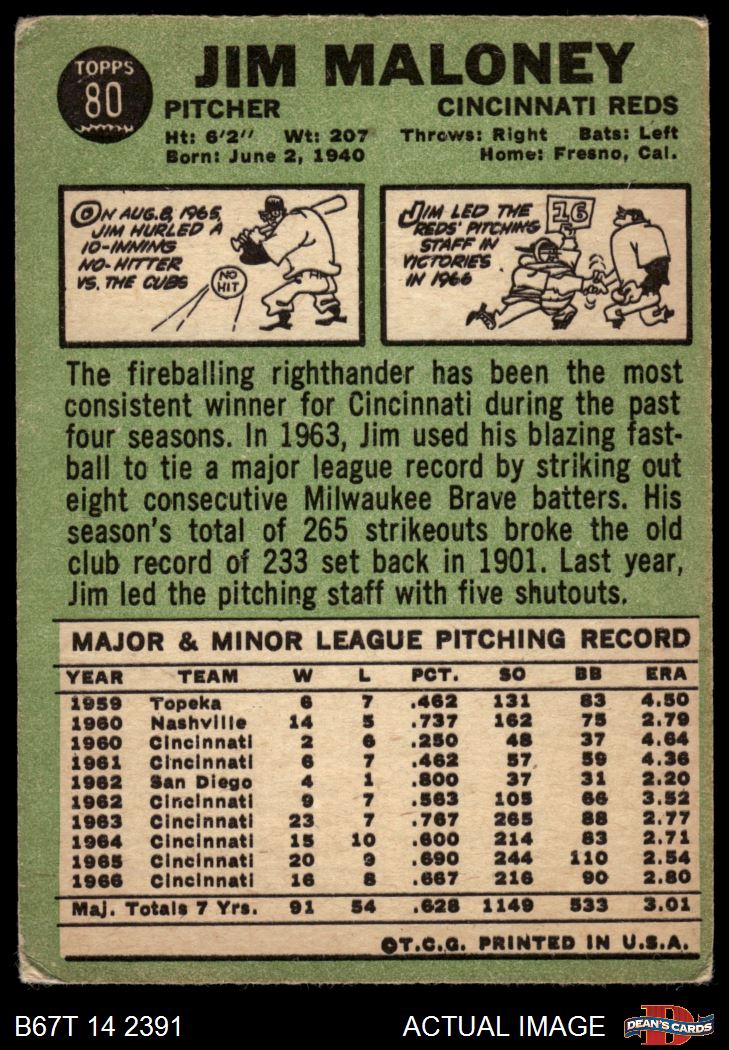 TOPPS
80
JIM MALONEY
PITCHER CINCINNATI REDS
Ht: 6'2" Wt: 207 Throws: Right Bats: Left
Born: June 2, 1940 Home: Fresno, Cal.
ON AUG. 8, 1965,
JIM HURLED A
10-INNING
NO-HITTER
VS. THE CUBS
NO
HIT
JIM LED THE
REDS' PITCHING
STAFF IN
VICTORIES
IN 1966
16
The fireballing righthander has been the most
consistent winner for Cincinnati during the past
four seasons. In 1963, Jim used his blazing fast-
ball to tie a major league record by striking out
eight consecutive Milwaukee Brave batters. His
season's total of 265 strikeouts broke the old
club record of 233 set back in 1901. Last year,
Jim led the pitching staff with five shutouts.
MAJOR & MINOR LEAGUE PITCHING RECORD
YEAR TEAM W L PCT. SO BB ERA
1959 Topeka 6 7 .462 131 83 4.50
1960 Nashville 14 5 .737 162 75 2.79
1960 Cincinnati 2 6 .250 48 37 4.64
1961 Cincinnati 6 7 .462 57 59 4.36
1962 San Diego 4 1 .800 37 31 2.20
1962 Cincinnati 9 7 .563 105 66 3.52
1963 Cincinnati 23 7 .767 265 88 2.77
1964 Cincinnati 15 10 .600 214 83 2.71
1965 Cincinnati 20 9 .690 244 110 2.54
1966 Cincinnati 16 8 .667 216 90 2.80
Maj. Totals 7 Yrs. 91 54 .628 1149 533 3.01
©T.C.G. PRINTED IN U.S.A.
B67T 14 2391 ACTUAL IMAGE
DEAN'S CARDS